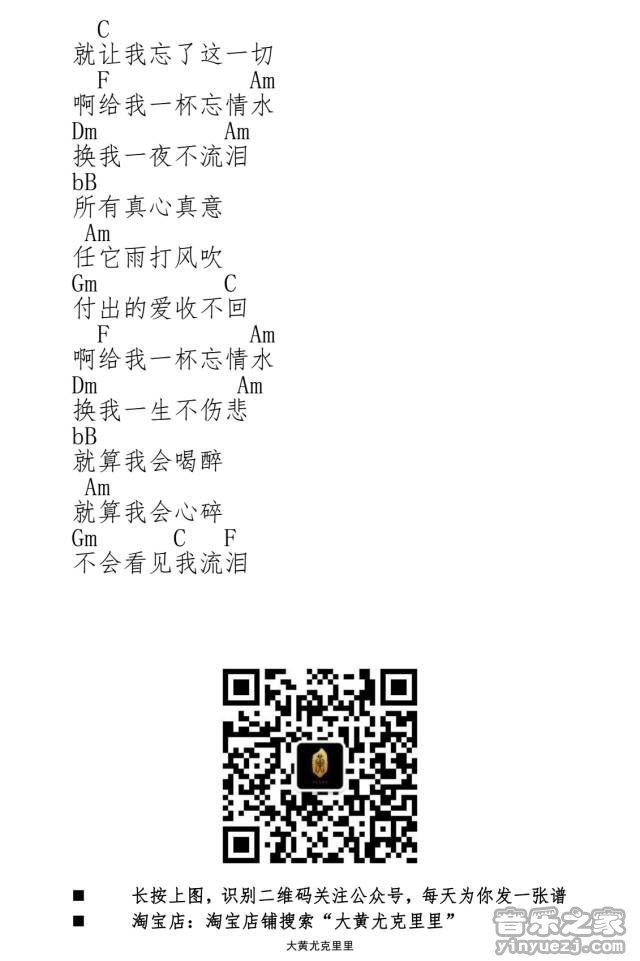 C
就让我忘了这一切
F Am
啊给我一杯忘情水
Dm Am
换我一夜不流泪
bB
所有真心真意
Am
任它雨打风吹
Gm C
付出的爱收不回
F Am
啊给我一杯忘情水
Dm Am
换我一生不伤悲
bB
就算我会喝醉
Am
就算我会心碎
Gm C F
不会看见我流泪
■ 长按上图，识别二维码关注公众号，每天为你发一张谱
■ 淘宝店：淘宝店铺搜索“大黄尤克里里”
大黄尤克里里
音乐之家
yinyuezj.com